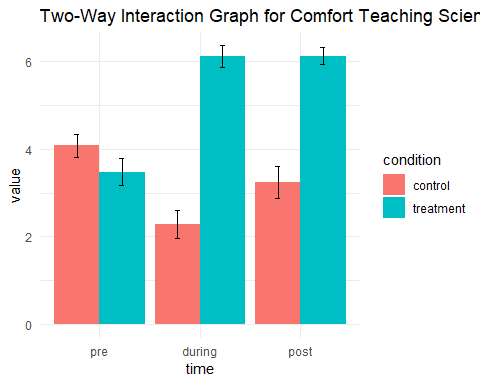 Two-Way Interaction Graph for Comfort Teaching Scien
6
4
2
0
value
pre
during
post
time
condition
control
treatment